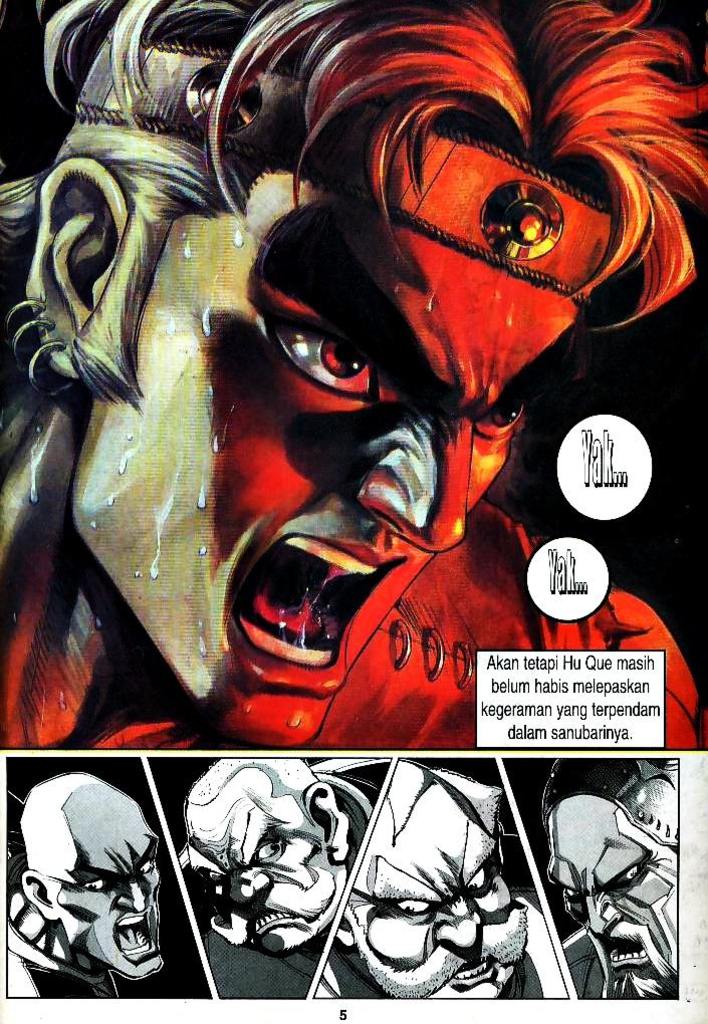 Yak...
Yak...
Akan tetapi Hu Que masih
belum habis melepaskan
kegeraman yang terpendam
dalam sanubarinya.
5